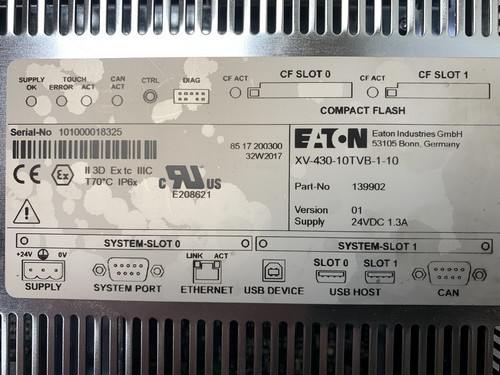 SUPPLY OK
TOUCH
ERROR ACT
CAN ACT
CTRL
DIAG
CF ACT
CF SLOT 0
CF ACT
CF SLOT 1
COMPACT FLASH
Serial-No 101000018325
85 17 200300
32W2017
CE Ex II 3D Ex tc IIIC
T70°C IP6x
c RU US
E208621
EATON
Eaton Industries GmbH
53105 Bonn, Germany
XV-430-10TVB-1-10
Part-No 139902
Version 01
Supply 24VDC 1.3A
SYSTEM-SLOT 0
SYSTEM-SLOT 1
+24V 0V
SUPPLY
SYSTEM PORT
LINK ACT
ETHERNET
USB DEVICE
SLOT 0 SLOT 1
USB HOST
CAN